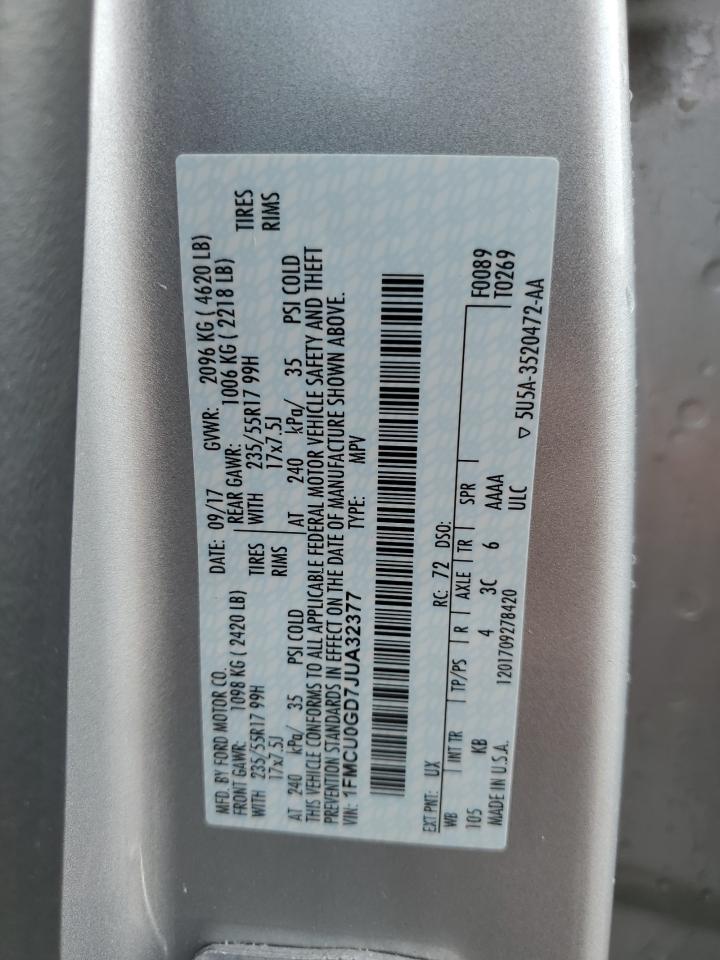 MFD. BY FORD MOTOR CO.
DATE: 09/17 GVWR: 2096 KG ( 4620 LB)
FRONT GAWR: 1098 KG ( 2420 LB) REAR GAWR: 1006 KG ( 2218 LB)
WITH 235/55R17 99H TIRES WITH 235/55R17 99H TIRES
17x7.5J RIMS 17x7.5J RIMS
AT 240 kPa/ 35 PSI COLD AT 240 kPa/ 35 PSI COLD
THIS VEHICLE CONFORMS TO ALL APPLICABLE FEDERAL MOTOR VEHICLE SAFETY AND THEFT
PREVENTION STANDARDS IN EFFECT ON THE DATE OF MANUFACTURE SHOWN ABOVE.
VIN: 1FMCU0GD7JUA32377 TYPE: MPV
EXT PNT: UX RC: 72 DSO:
WB INT TR TP/PS R AXLE TR SPR F0089
105 KB 4 3C 6 AAAA T0269
MADE IN U.S.A. 1201709278420 ULC
▽ 5U5A-3520472-AA